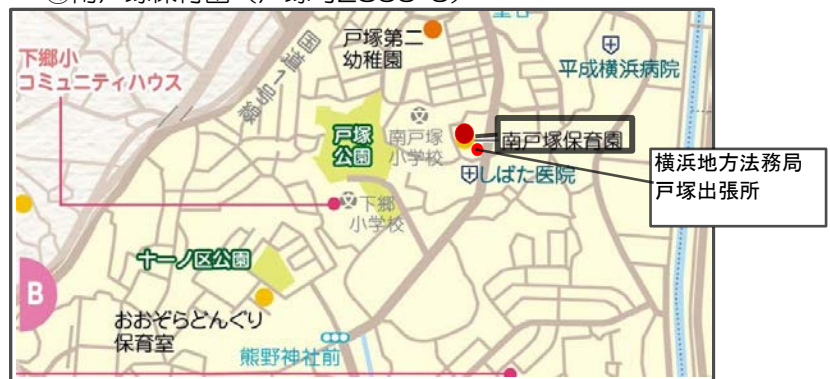 戸塚第二
幼稚園
国道1号線
平成横浜病院
下郷小
コミュニティハウス
戸塚
公園
南戸塚
小学校
南戸塚保育園
横浜地方法務局
戸塚出張所
しばた医院
下郷
小学校
十一ノ区公園
B
おおぞらどんぐり
保育室
熊野神社前